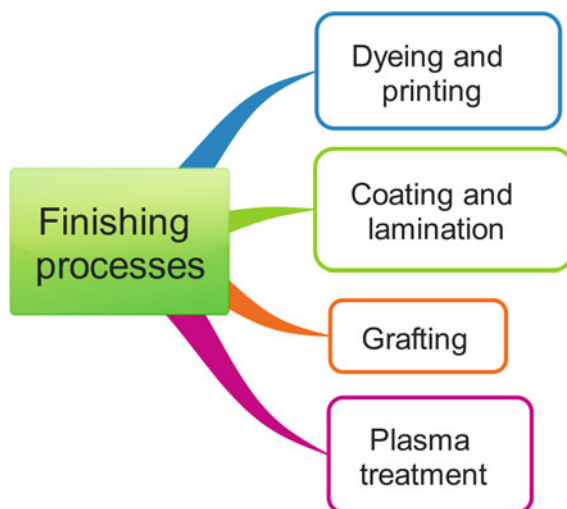 Finishing
processes
Dyeing and
printing
Coating and
lamination
Grafting
Plasma
treatment